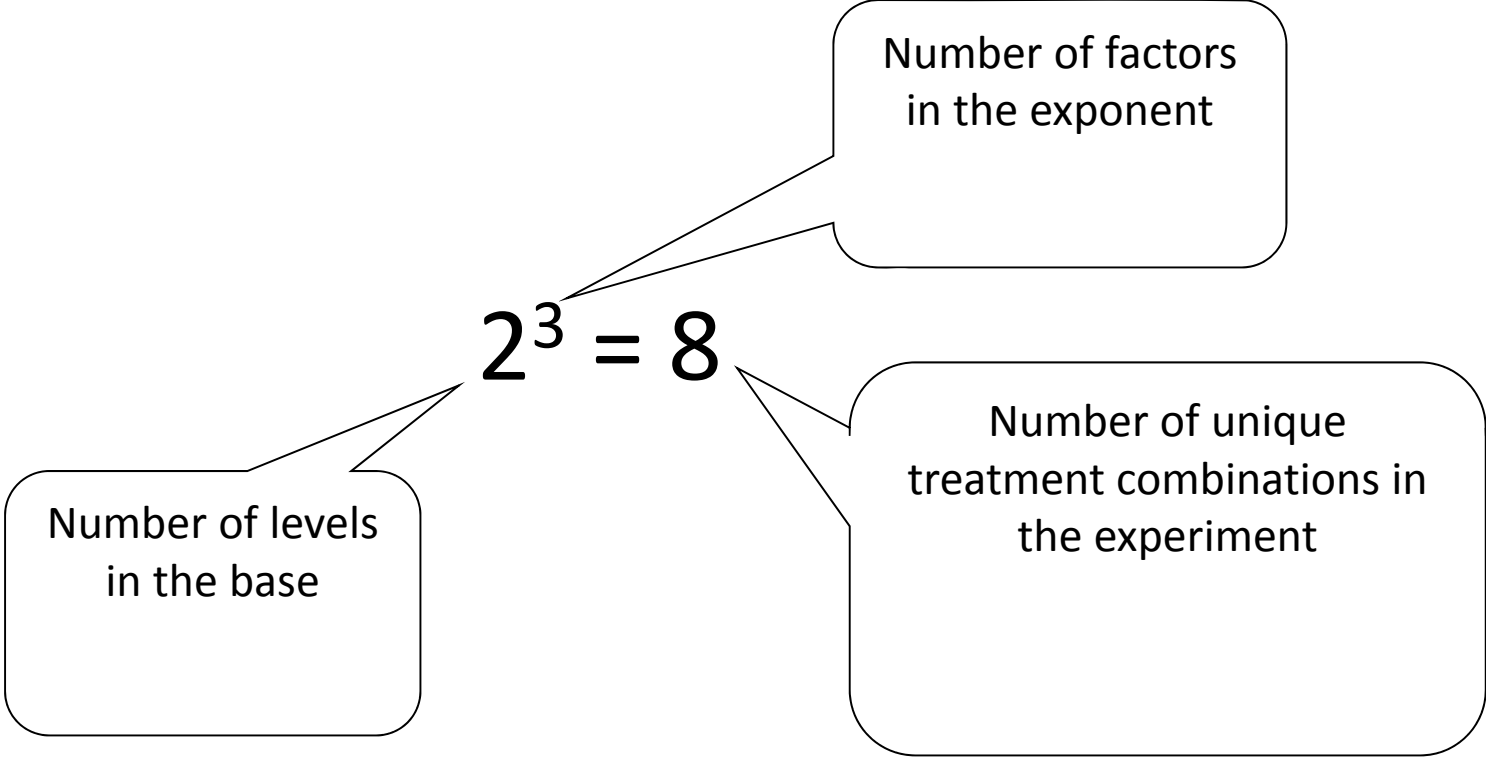 Number of factors
in the exponent
2³ = 8
Number of unique
treatment combinations in
the experiment
Number of levels
in the base